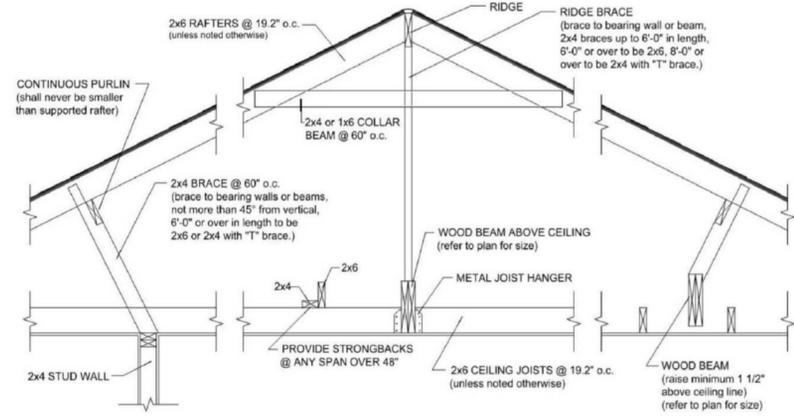 RIDGE
2x6 RAFTERS @ 19.2" o.c.
(unless noted otherwise)
RIDGE BRACE
(brace to bearing wall or beam,
2x4 braces up to 6'-0" in length,
6'-0" or over to be 2x6, 8'-0" or
over to be 2x4 with "T" brace.)
CONTINUOUS PURLIN
(shall never be smaller
than supported rafter)
2x4 or 1x6 COLLAR
BEAM @ 60" o.c.
2x4 BRACE @ 60" o.c.
(brace to bearing walls or beams,
not more than 45° from vertical,
6'-0" or over in length to be
2x6 or 2x4 with "T" brace.)
WOOD BEAM ABOVE CEILING
(refer to plan for size)
2x6
2x4
METAL JOIST HANGER
PROVIDE STRONGBACKS
@ ANY SPAN OVER 48"
2x4 STUD WALL
2x6 CEILING JOISTS @ 19.2" o.c.
(unless noted otherwise)
WOOD BEAM
(raise minimum 1 1/2"
above ceiling line)
(refer to plan for size)